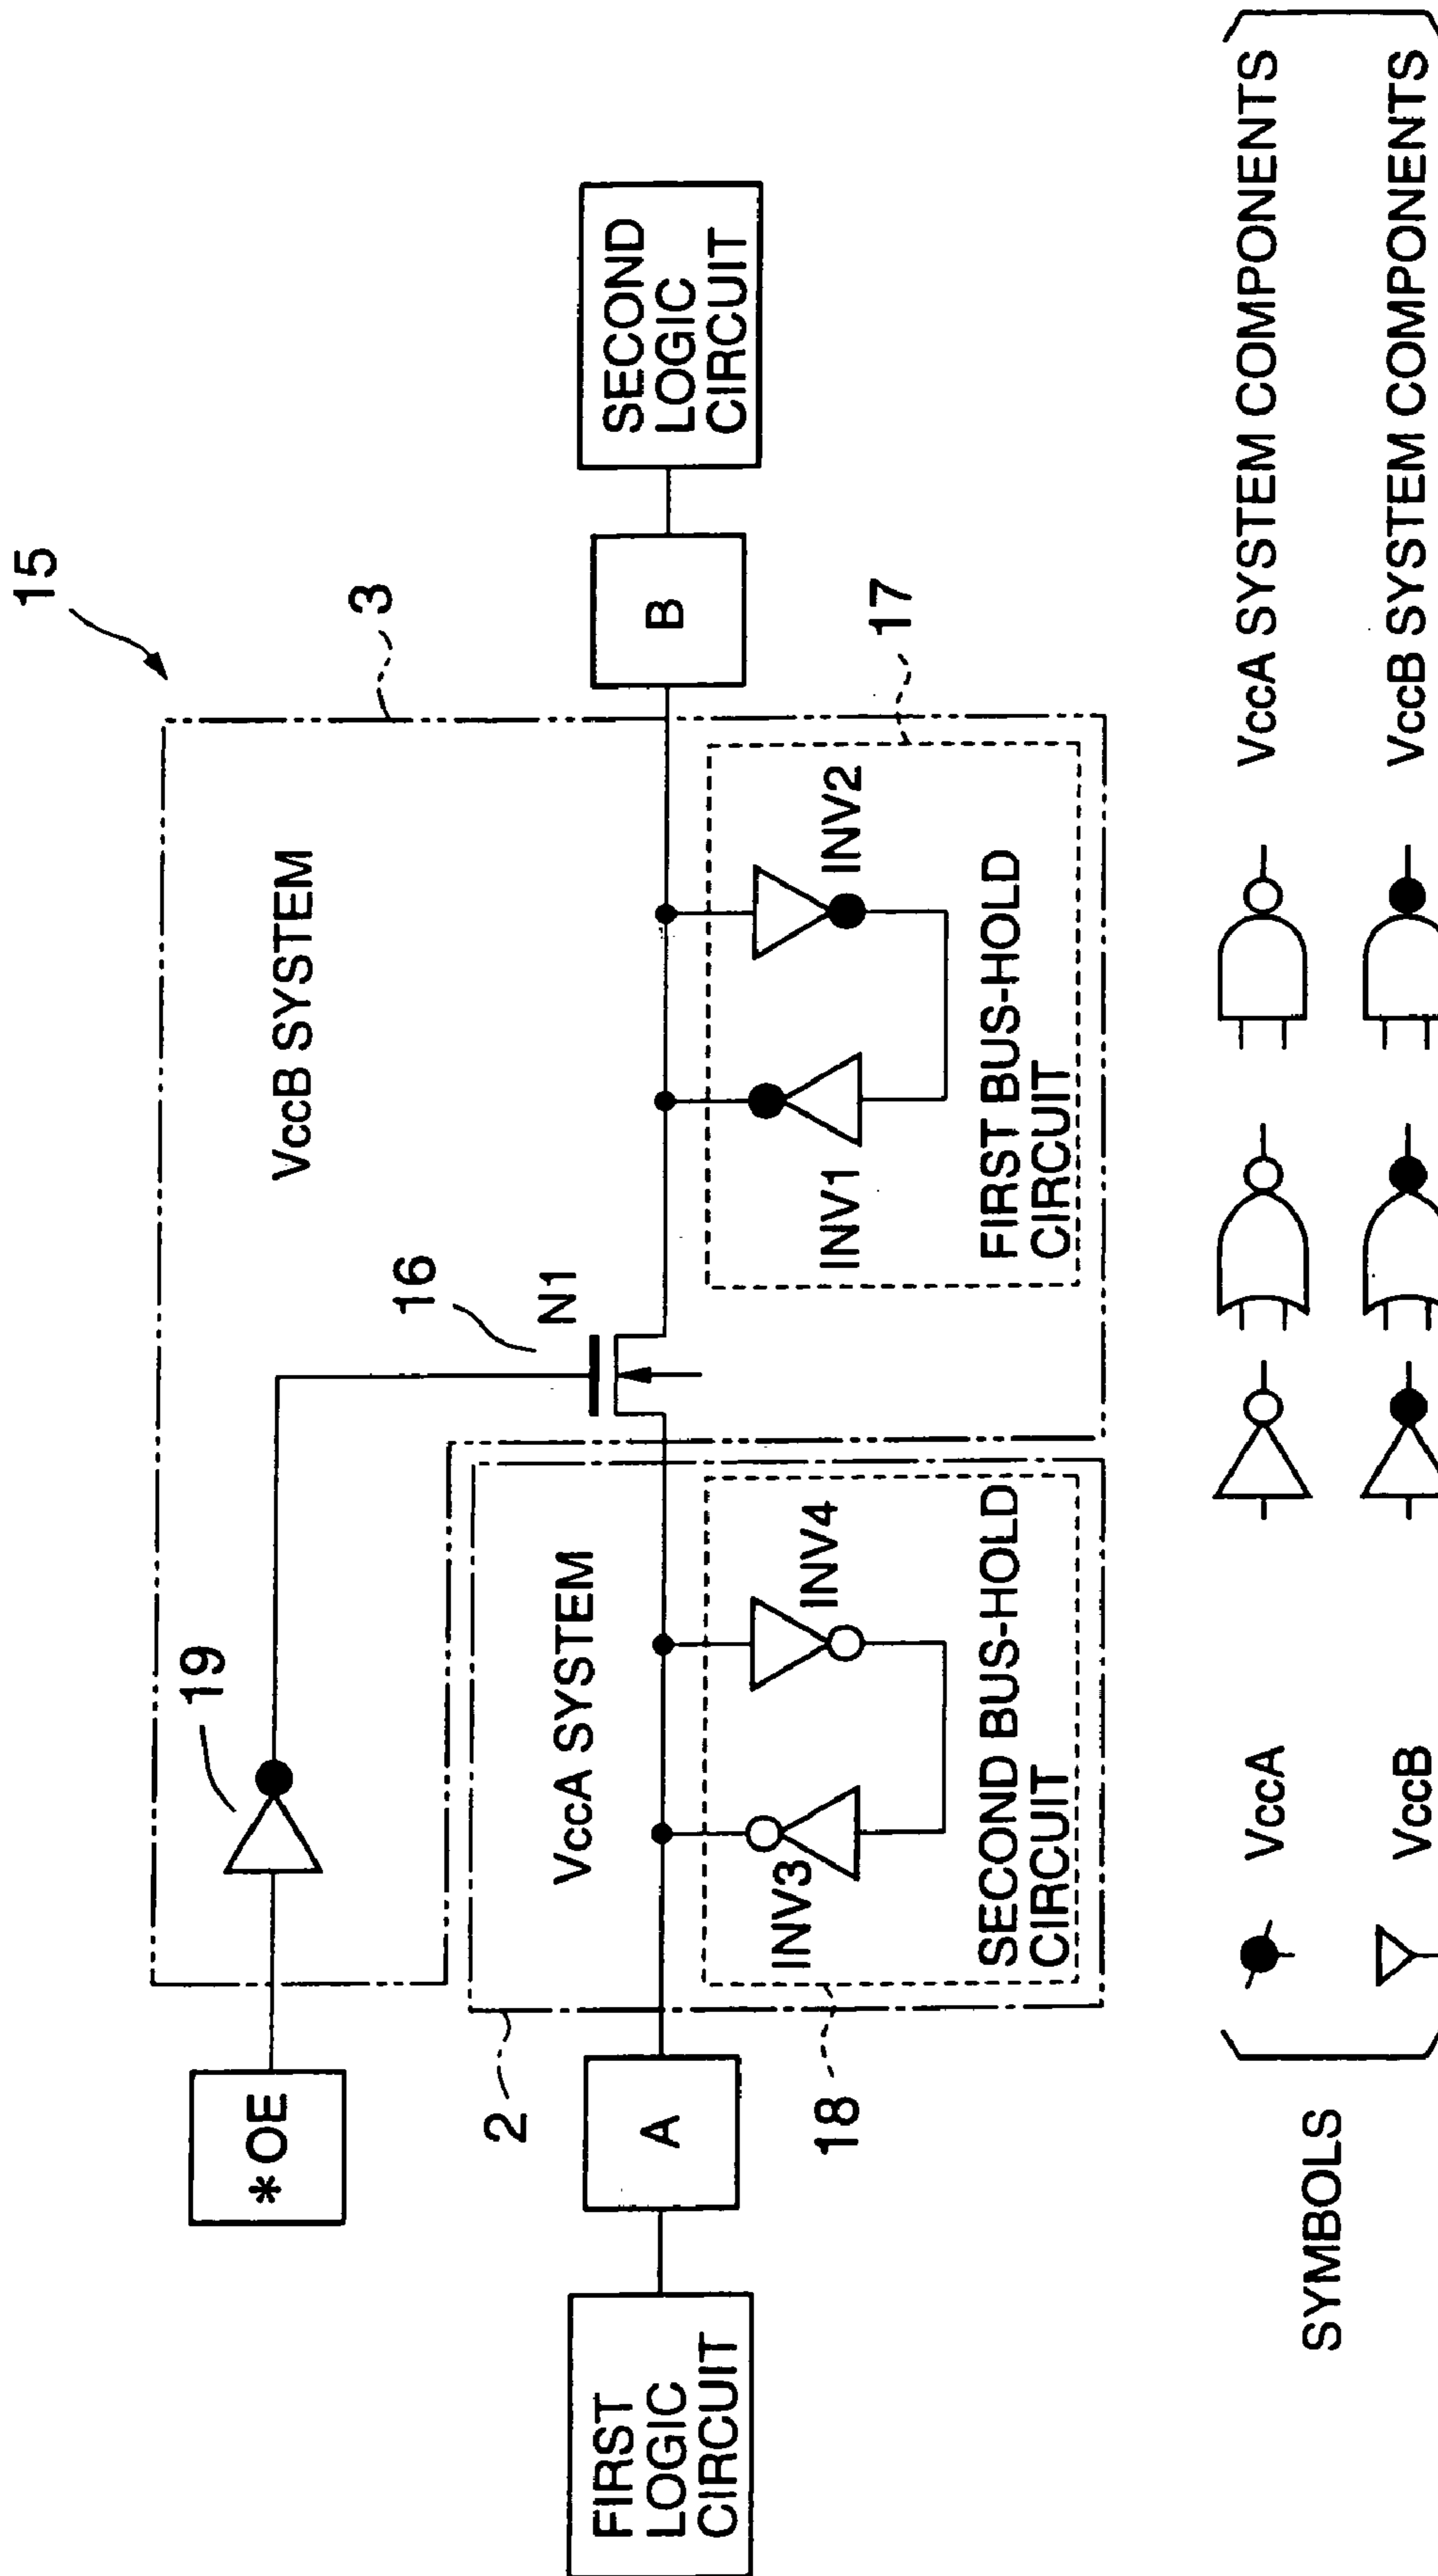 15
3
VccB SYSTEM
19
*OE
16
N1
2
VccA SYSTEM
FIRST
LOGIC
CIRCUIT
A
B
SECOND
LOGIC
CIRCUIT
INV3
INV4
SECOND BUS-HOLD
CIRCUIT
18
INV1
INV2
FIRST BUS-HOLD
CIRCUIT
17
SYMBOLS
VccA
VccA SYSTEM COMPONENTS
VccB
VccB SYSTEM COMPONENTS